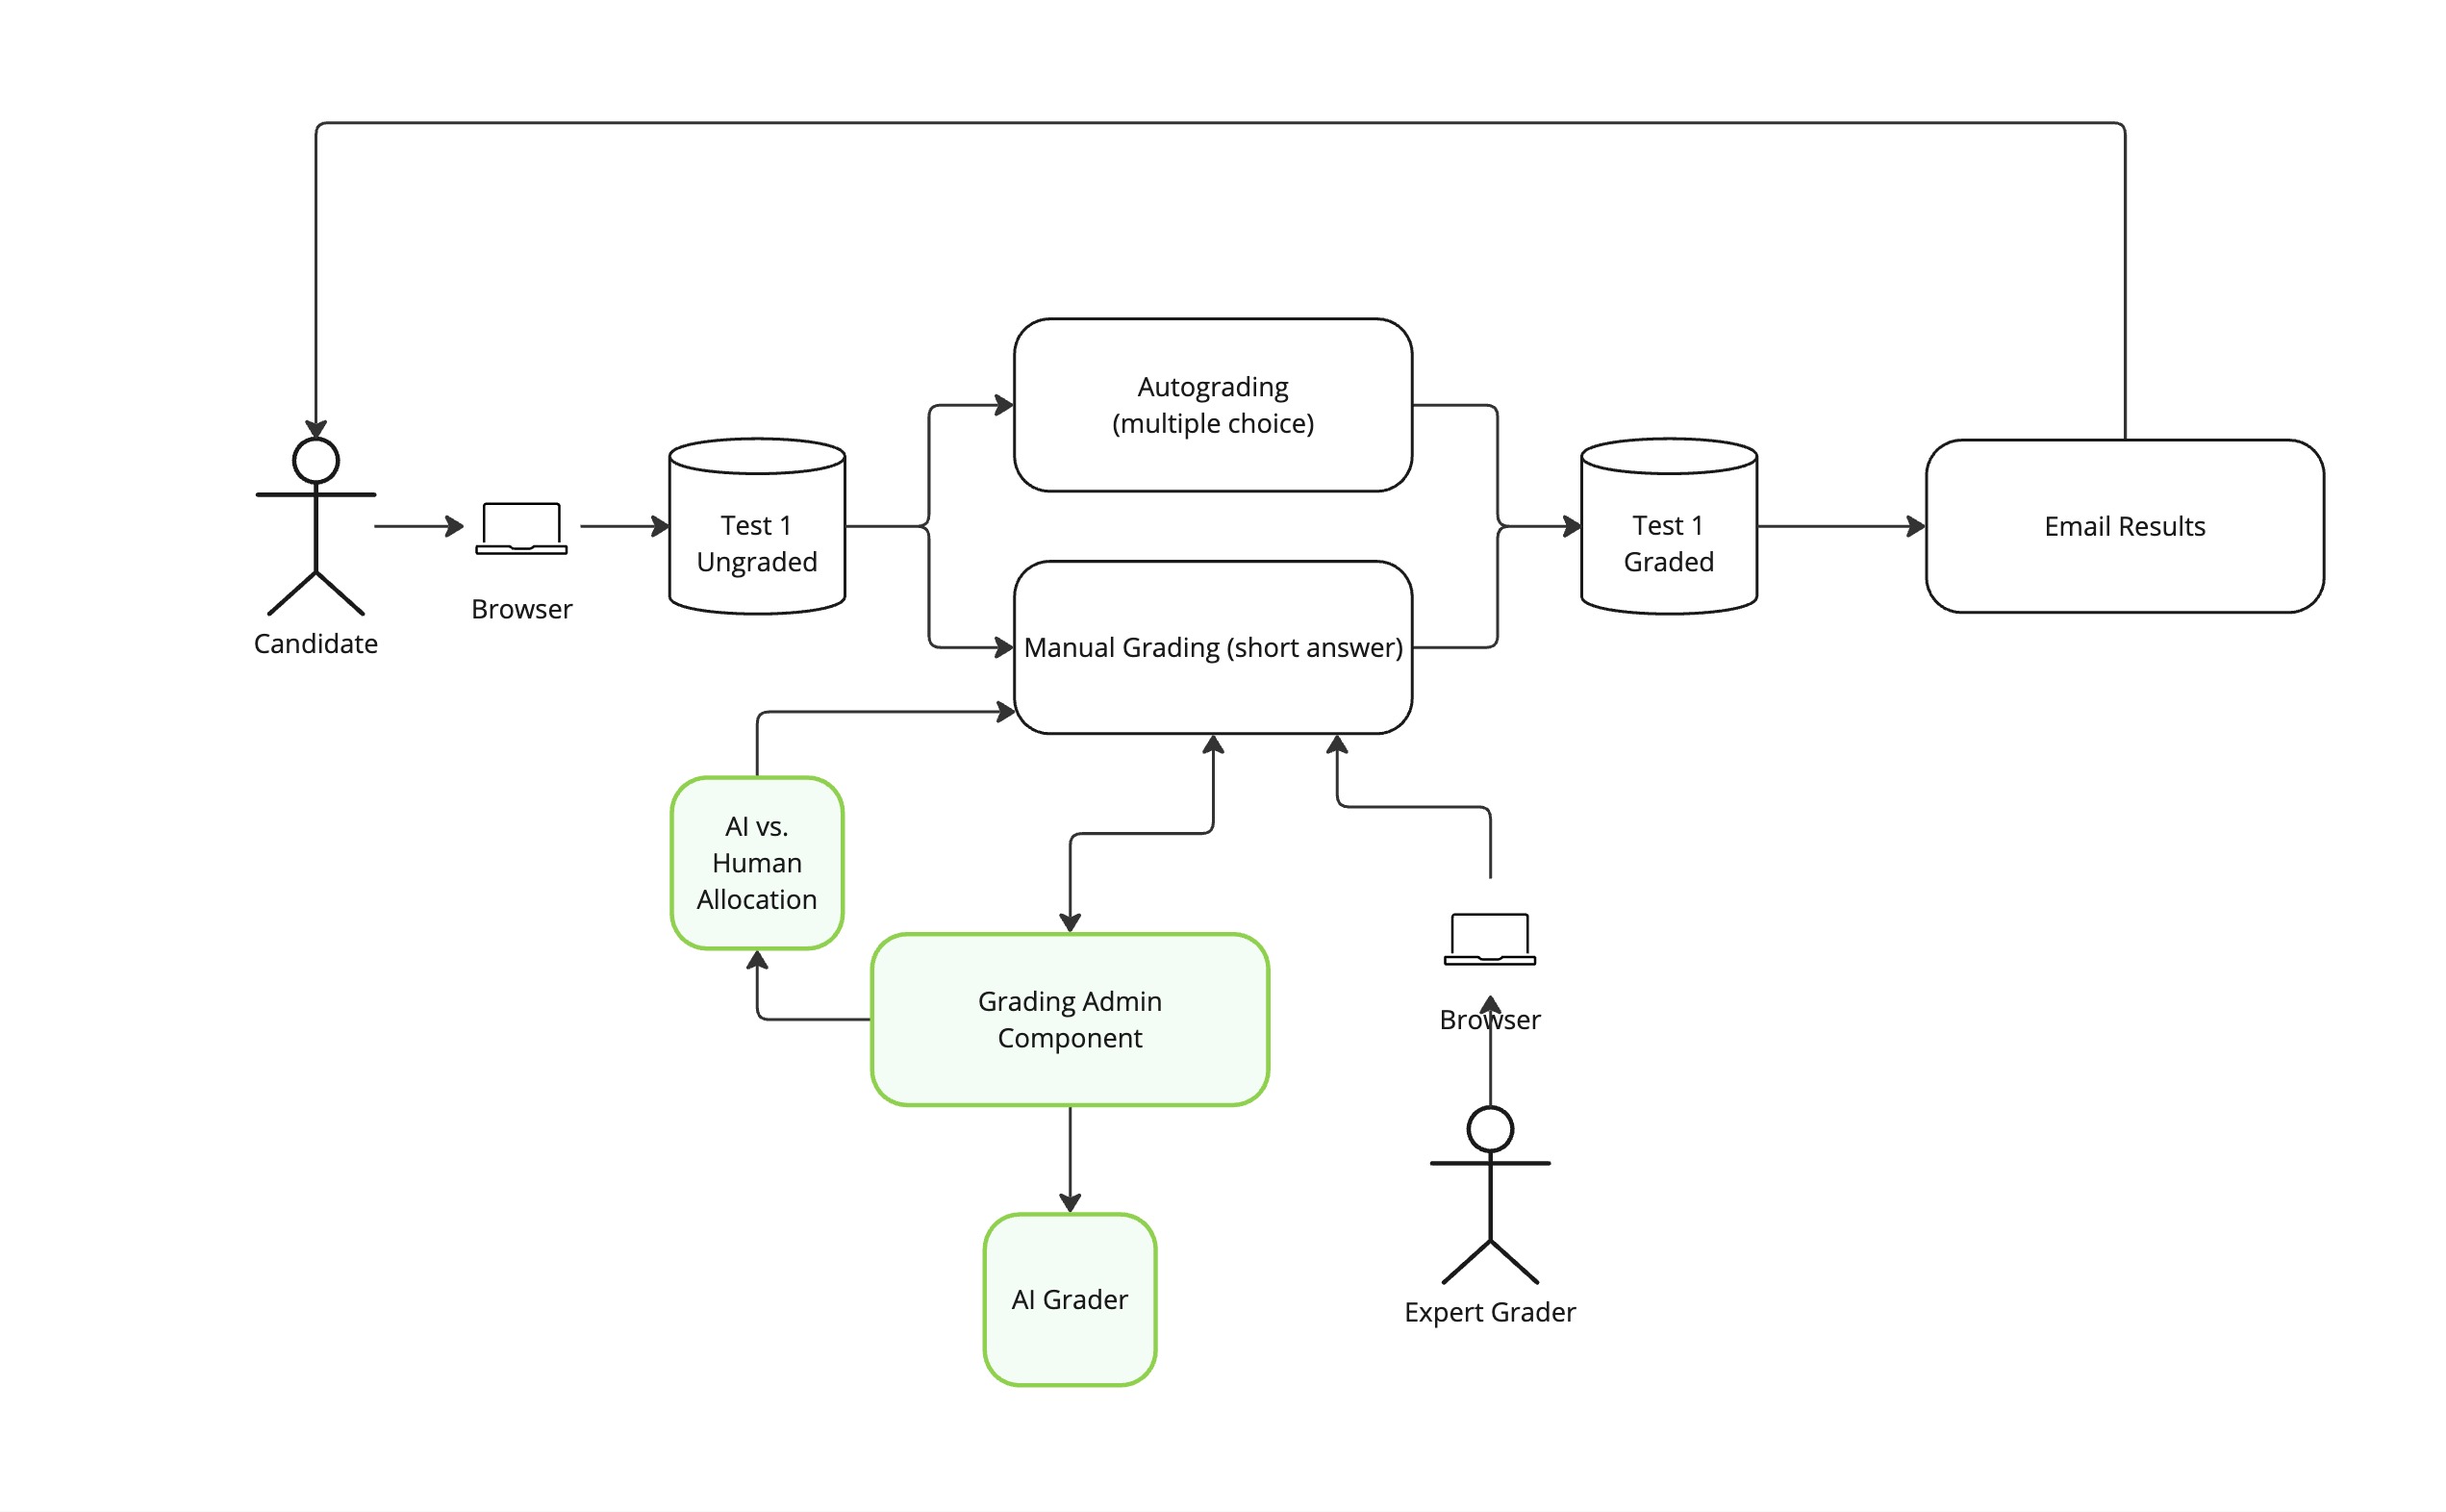 Autograding
(multiple choice)
Test 1
Ungraded
Test 1
Graded
Email Results
Browser
Candidate
Manual Grading (short answer)
AI vs.
Human
Allocation
Grading Admin
Component
Browser
AI Grader
Expert Grader